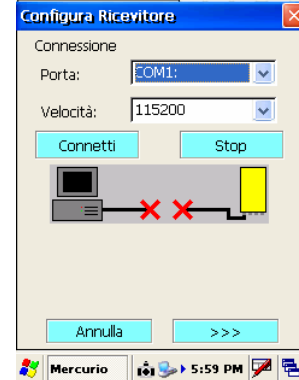 Configura Ricevitore
Connessione
Porta: COM1:
Velocità: 115200
Connetti Stop
Annulla >>>
Mercurio 5:59 PM